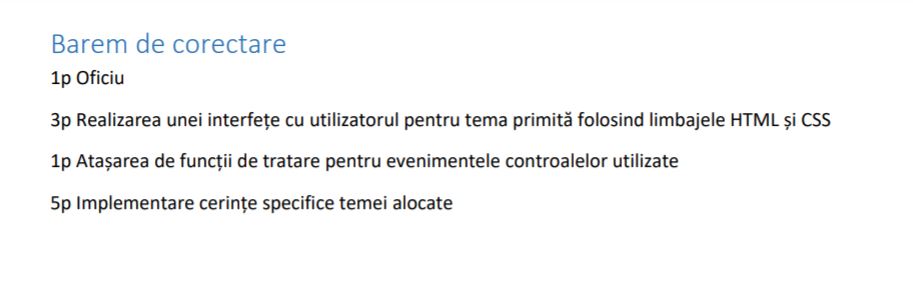 Barem de corectare
1p Oficiu
3p Realizarea unei interfețe cu utilizatorul pentru tema primită folosind limbajele HTML și CSS
1p Atașarea de funcții de tratare pentru evenimentele controalelor utilizate
5p Implementare cerințe specifice temei alocate